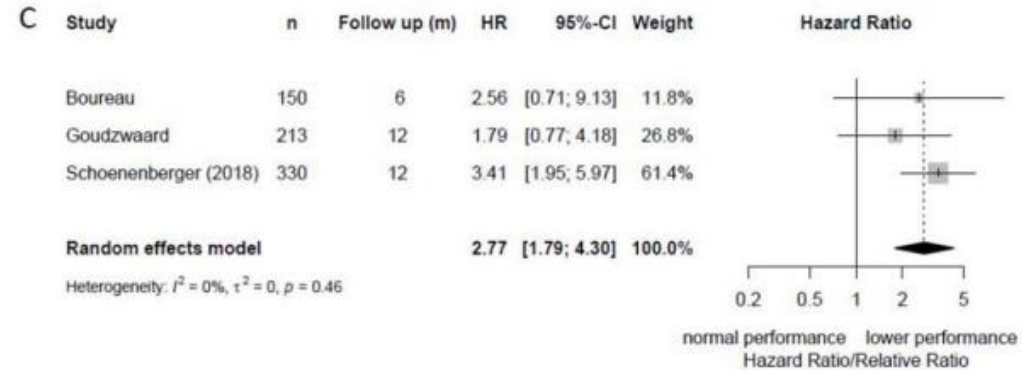 C Study n Follow up (m) HR 95%-CI Weight Hazard Ratio
Boureau 150 6 2.56 [0.71; 9.13] 11.8%
Goudzwaard 213 12 1.79 [0.77; 4.18] 26.8%
Schoenenberger (2018) 330 12 3.41 [1.95; 5.97] 61.4%
Random effects model 2.77 [1.79; 4.30] 100.0%
Heterogeneity: I² = 0%, τ² = 0, p = 0.46
0.2 0.5 1 2 5
normal performance lower performance
Hazard Ratio/Relative Ratio